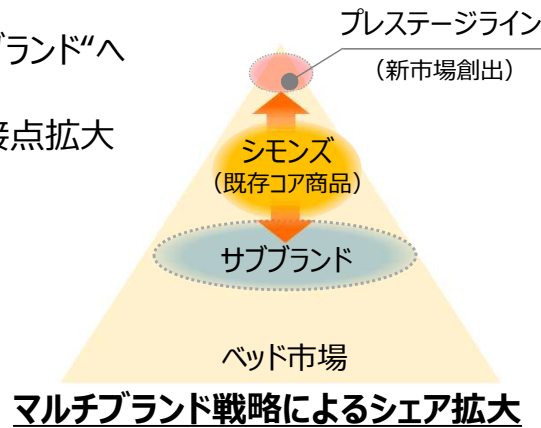 プレステージライン
ブランド“へ
（新市場創出）
接点拡大
シモンズ
（既存コア商品）
サブブランド
ベッド市場
マルチブランド戦略によるシェア拡大